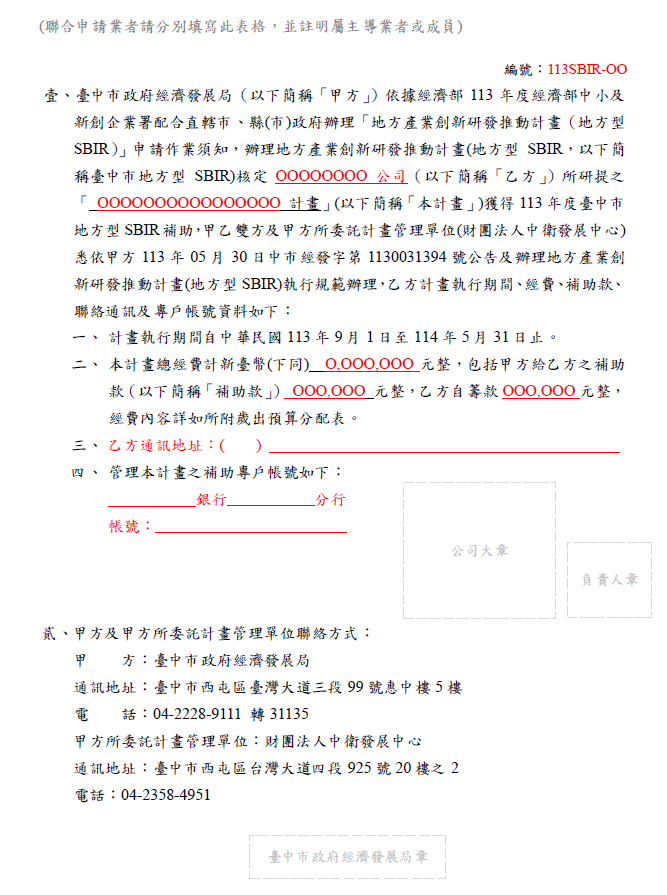 (聯合申請業者請分別填寫此表格，並註明屬主導業者或成員)
編號：113SBIR-OO
壹、臺中市政府經濟發展局（以下簡稱「甲方」）依據經濟部 113 年度經濟部中小及
新創企業署配合直轄市、縣(市)政府辦理「地方產業創新研發推動計畫（地方型
SBIR)」申請作業須知，辦理地方產業創新研發推動計畫(地方型 SBIR，以下簡
稱臺中市地方型 SBIR)核定 OOOOOOOO 公司（以下簡稱「乙方」）所研提之
「 OOOOOOOOOOOOOOOO 計畫」(以下簡稱「本計畫」)獲得 113 年度臺中市
地方型 SBIR 補助，甲乙雙方及甲方所委託計畫管理單位(財團法人中衛發展中心)
悉依甲方 113 年 05 月 30 日中市經發字第 1130031394 號公告及辦理地方產業創
新研發推動計畫(地方型 SBIR)執行規範辦理，乙方計畫執行期間、經費、補助款、
聯絡通訊及專戶帳號資料如下：
一、 計畫執行期間自中華民國 113 年 9 月 1 日至 114 年 5 月 31 日止。
二、 本計畫總經費計新臺幣(下同) O,OOO,OOO 元整，包括甲方給乙方之補助
款（以下簡稱「補助款」） OOO,OOO 元整，乙方自籌款 OOO,OOO 元整，
經費內容詳如所附歲出預算分配表。
三、 乙方通訊地址：( ) ____________________
四、 管理本計畫之補助專戶帳號如下：
__________銀行__________分行
帳號：____________________
公司大章
負責人章
貳、甲方及甲方所委託計畫管理單位聯絡方式：
甲 方：臺中市政府經濟發展局
通訊地址：臺中市西屯區臺灣大道三段 99 號惠中樓 5 樓
電 話：04-2228-9111 轉 31135
甲方所委託計畫管理單位：財團法人中衛發展中心
通訊地址：臺中市西屯區台灣大道四段 925 號 20 樓之 2
電話：04-2358-4951
臺中市政府經濟發展局章